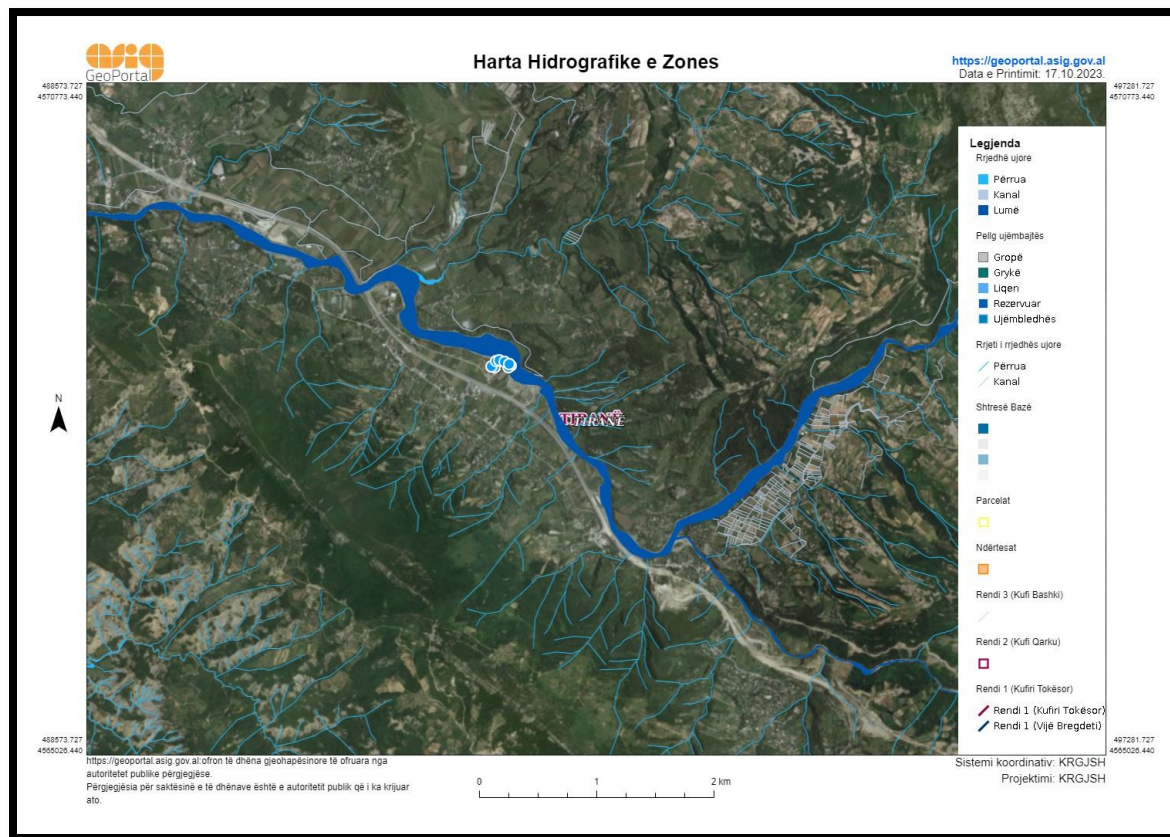 asig
GeoPortal
Harta Hidrografike e Zones
https://geoportal.asig.gov.al
Data e Printimit: 17.10.2023.
488573.727
4570773.440
497281.727
4570773.440
Legjenda
Rrjedhë ujore
Përrua
Kanal
Lumë
Pellg ujëmbajtës
Gropë
Grykë
Liqen
Rezervuar
Ujëmbledhës
Rrjeti i rrjedhës ujore
Përrua
Kanal
Shtresë Bazë
Parcelat
Ndërtesat
Rendi 3 (Kufi Bashki)
Rendi 2 (Kufi Qarku)
Rendi 1 (Kufiri Tokësor)
Rendi 1 (Kufiri Tokësor)
Rendi 1 (Vijë Bregdeti)
N
TIRANË
TIRANË
488573.727
4565026.440
497281.727
4565026.440
https://geoportal.asig.gov.al:ofron të dhëna gjeohapësinore të ofruara nga
autoritetet publike përgjegjëse.
Përgjegjësia për saktësinë e të dhënave është e autoritetit publik që i ka krijuar
ato.
0 1 2 km
Sistemi koordinativ: KRGJSH
Projektimi: KRGJSH